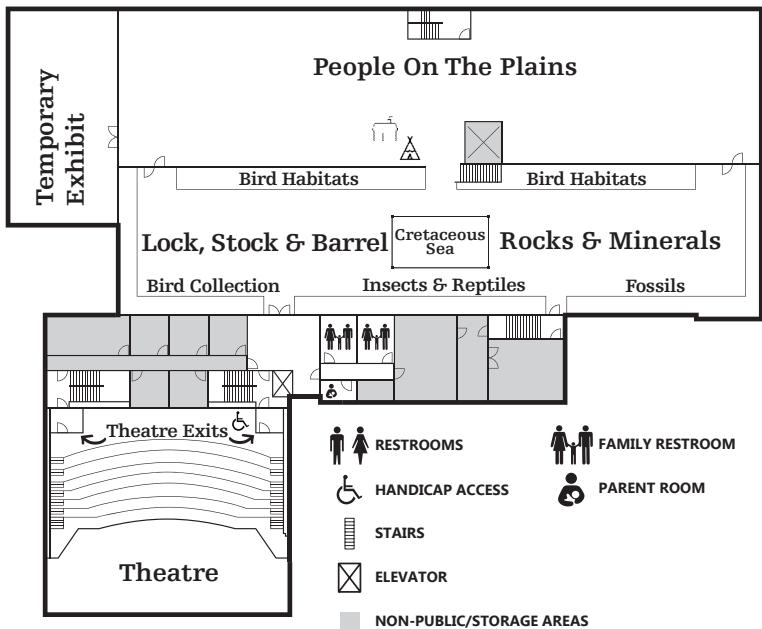 People On The Plains
Temporary
Exhibit
Bird Habitats
Bird Habitats
Lock, Stock & Barrel
Cretaceous
Sea
Rocks & Minerals
Bird Collection
Insects & Reptiles
Fossils
Theatre Exits
RESTROOMS
FAMILY RESTROOM
HANDICAP ACCESS
PARENT ROOM
STAIRS
Theatre
ELEVATOR
NON-PUBLIC/STORAGE AREAS